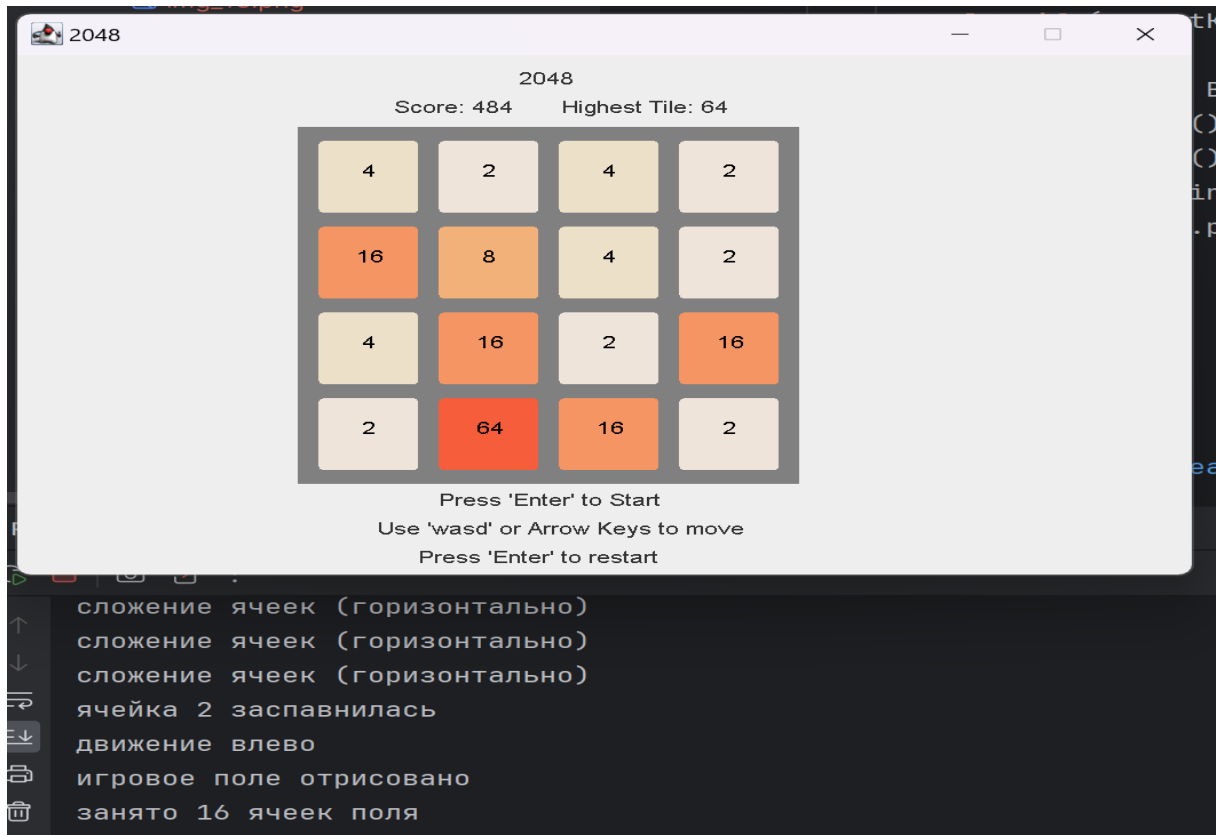 2048
2048
Score: 484 Highest Tile: 64
4 2 4 2
16 8 4 2
4 16 2 16
2 64 16 2
Press 'Enter' to Start
Use 'wasd' or Arrow Keys to move
Press 'Enter' to restart
сложение ячеек (горизонтально)
сложение ячеек (горизонтально)
сложение ячеек (горизонтально)
ячейка 2 заспавнилась
движение влево
игровое поле отрисовано
занято 16 ячеек поля